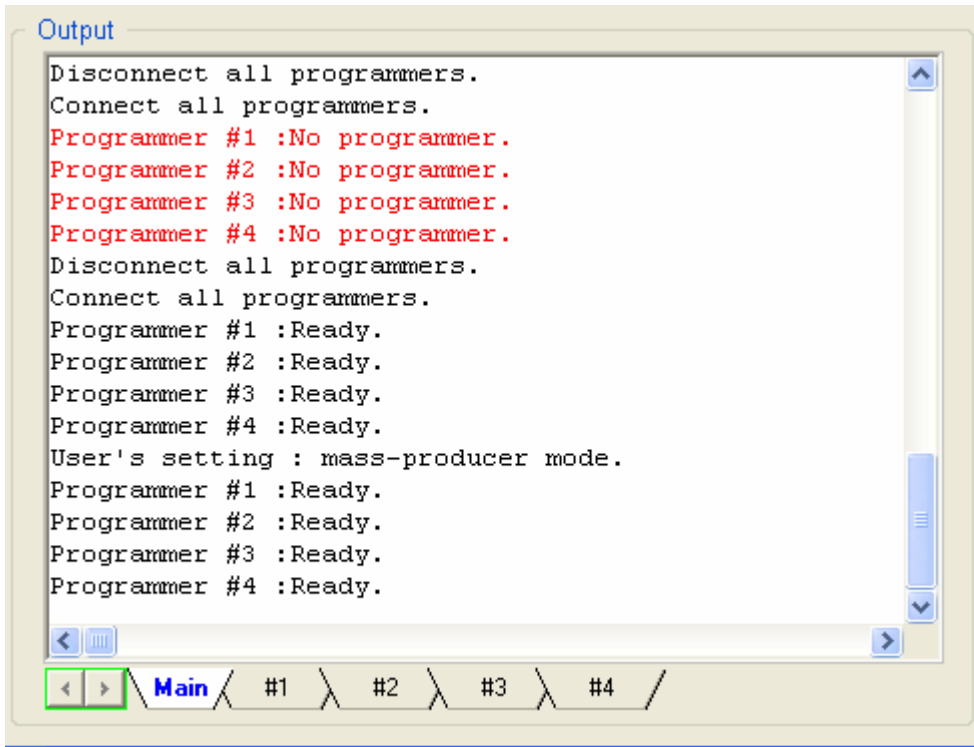 Output
Disconnect all programmers.
Connect all programmers.
Programmer #1 :No programmer.
Programmer #2 :No programmer.
Programmer #3 :No programmer.
Programmer #4 :No programmer.
Disconnect all programmers.
Connect all programmers.
Programmer #1 :Ready.
Programmer #2 :Ready.
Programmer #3 :Ready.
Programmer #4 :Ready.
User's setting : mass-producer mode.
Programmer #1 :Ready.
Programmer #2 :Ready.
Programmer #3 :Ready.
Programmer #4 :Ready.
Main #1 #2 #3 #4